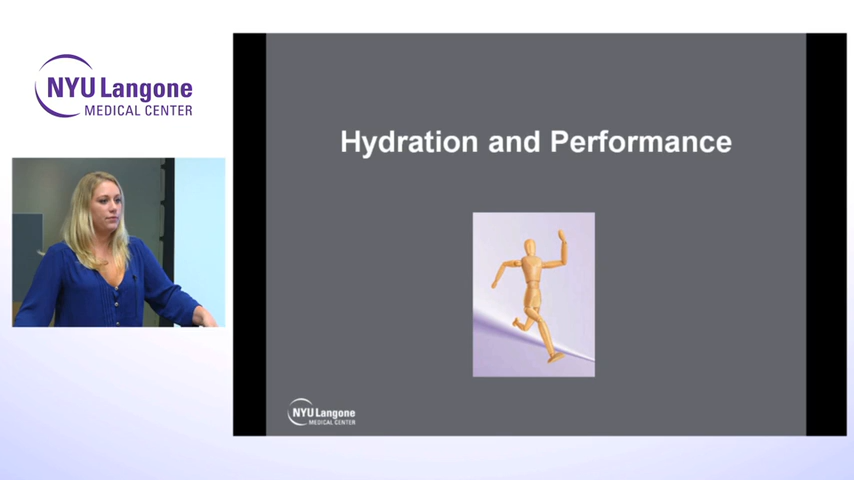 NYU Langone
MEDICAL CENTER
Hydration and Performance
NYU Langone
MEDICAL CENTER